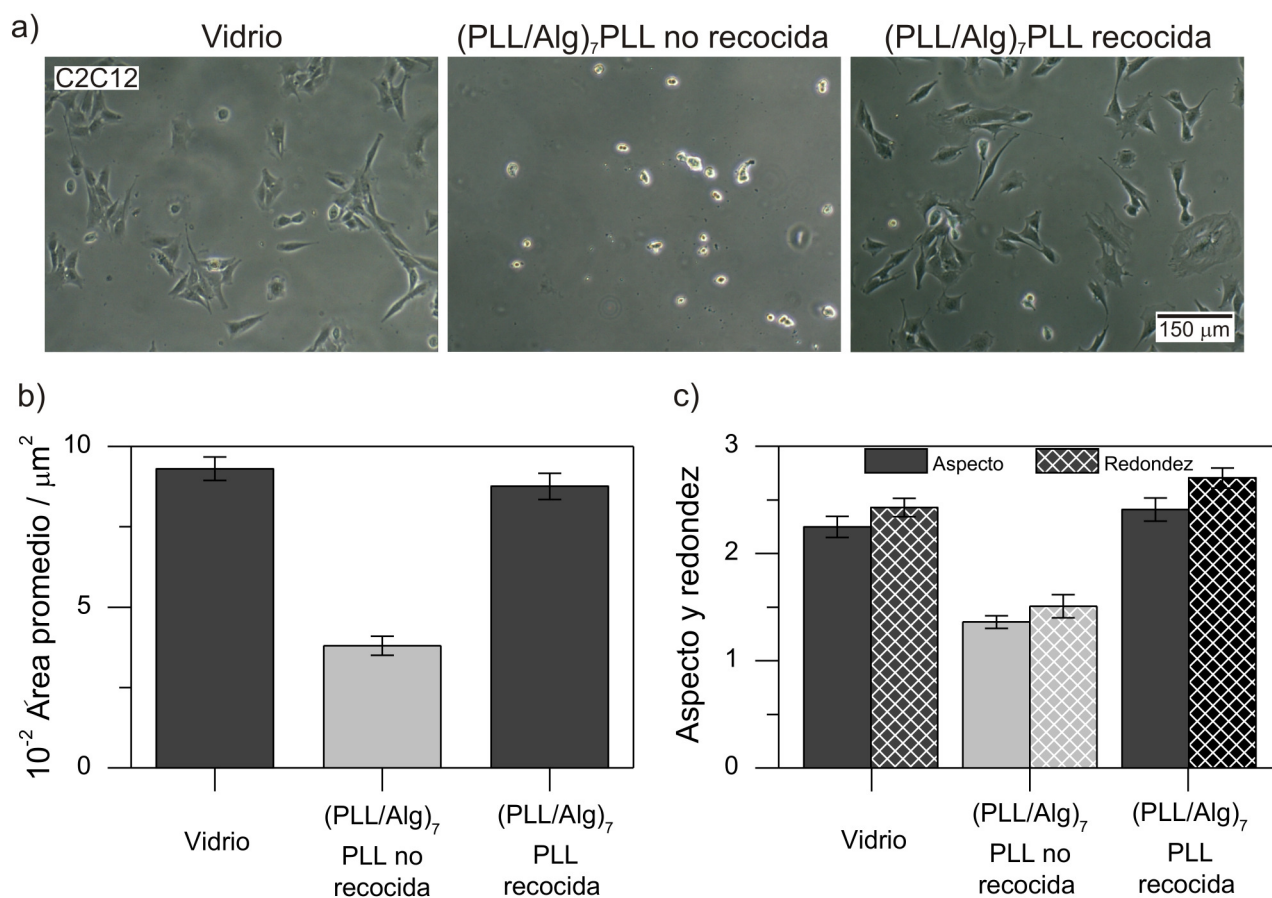 a)
Vidrio
(PLL/Alg)₇PLL no recocida
(PLL/Alg)₇PLL recocida
C2C12
150 μm
b)
10⁻² Área promedio / μm²
10
5
0
Vidrio
(PLL/Alg)₇
PLL no
recocida
(PLL/Alg)₇
PLL
recocida
c)
Aspecto y redondez
3
2
1
0
Aspecto
Redondez
Vidrio
(PLL/Alg)₇
PLL no
recocida
(PLL/Alg)₇
PLL
recocida